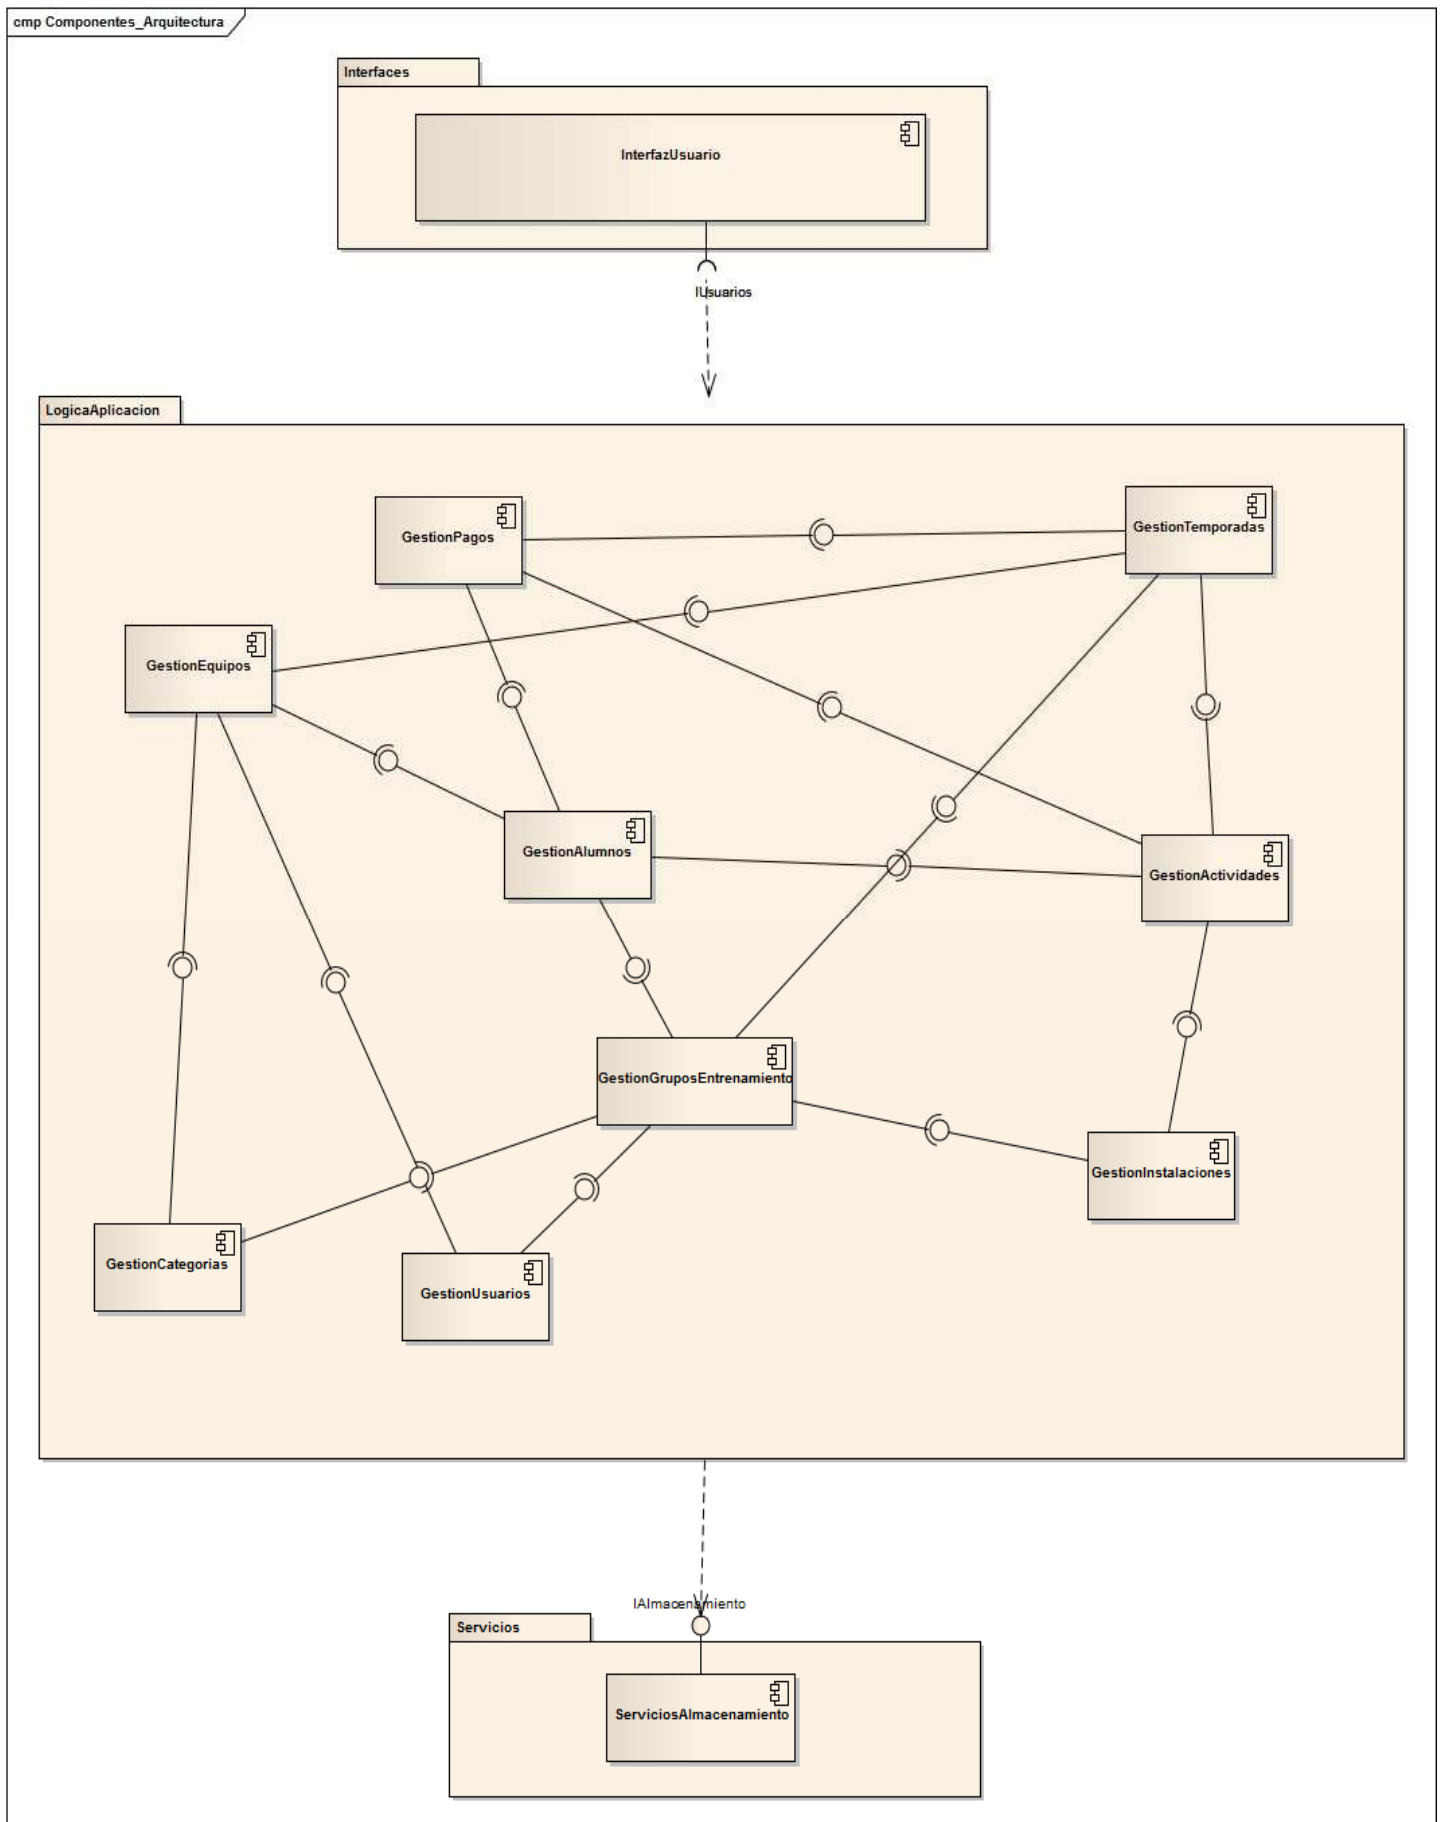 cmp Componentes_Arquitectura
Interfaces
InterfazUsuario
IUsuarios
LogicaAplicacion
GestionPagos
GestionTemporadas
GestionEquipos
GestionAlumnos
GestionActividades
GestionGruposEntrenamiento
GestionInstalaciones
GestionCategorias
GestionUsuarios
IAlmacenamiento
Servicios
ServiciosAlmacenamiento